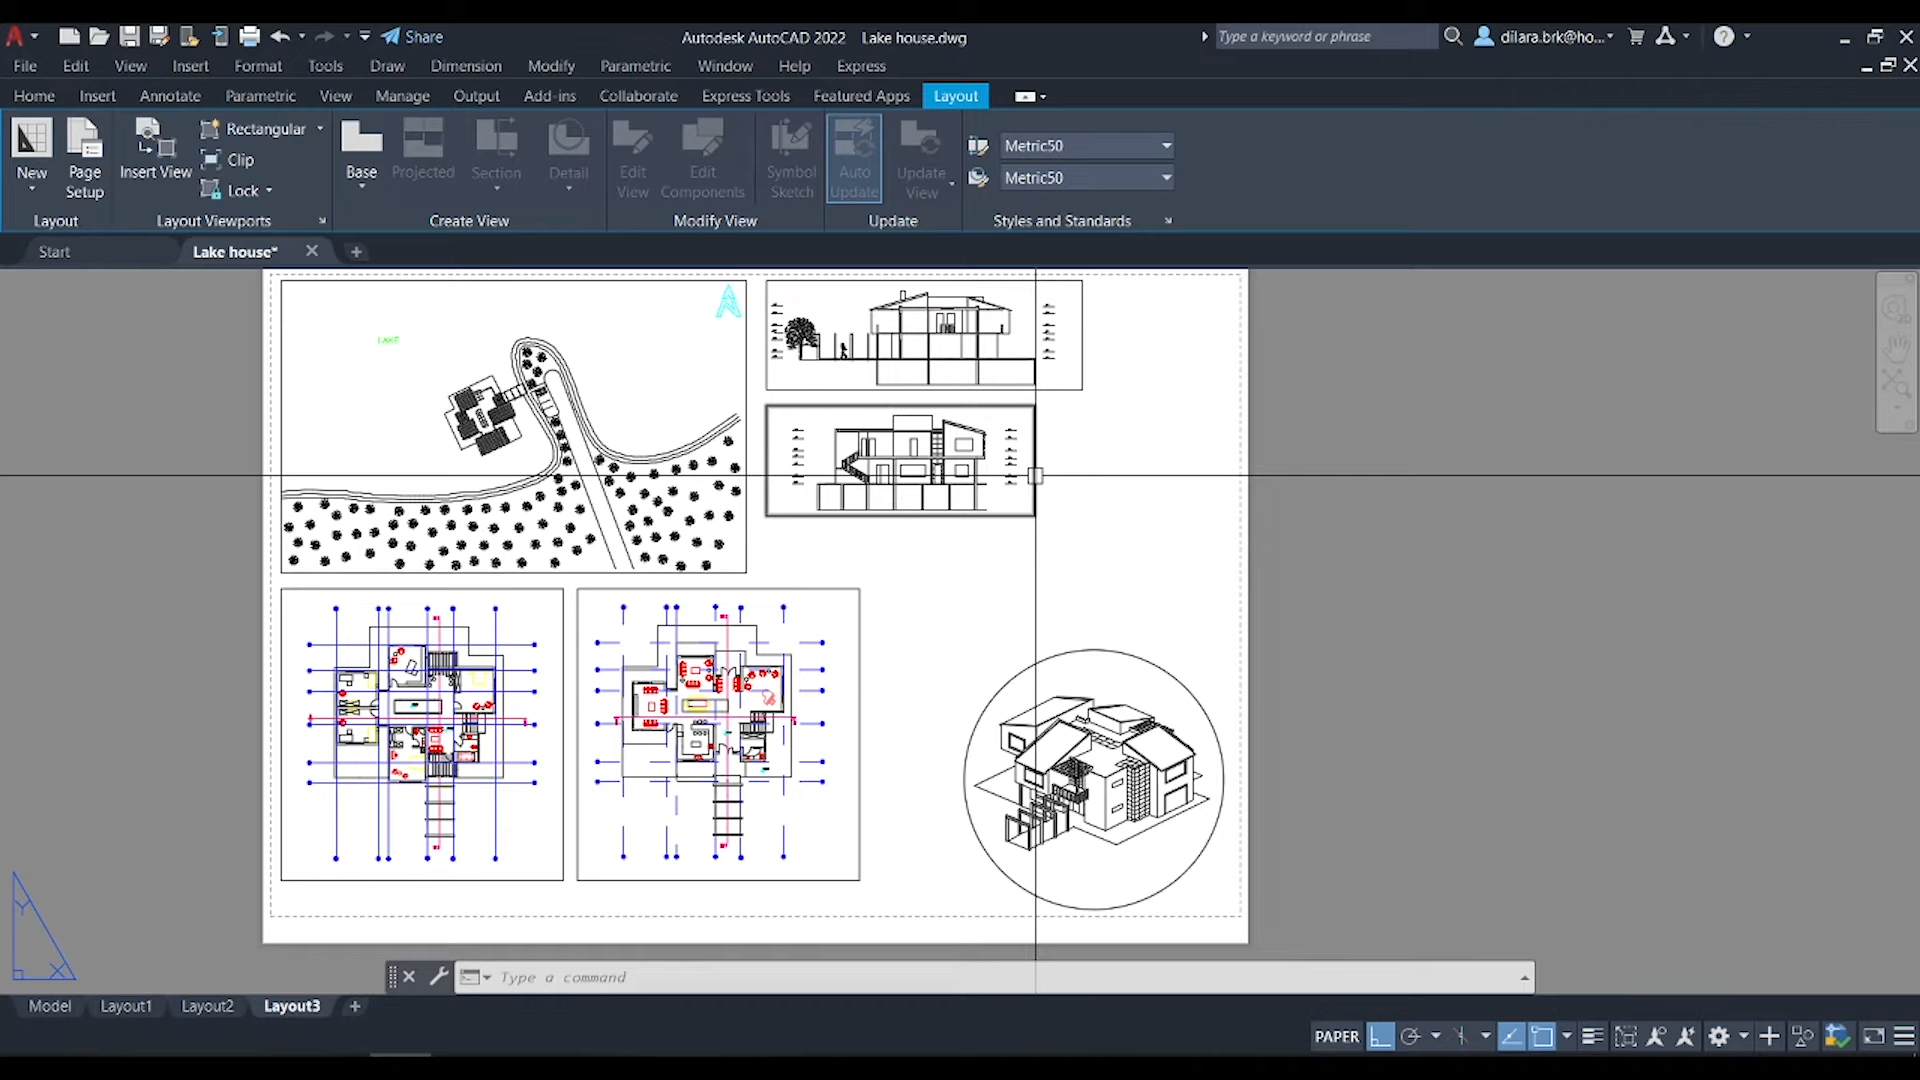 Share
Autodesk AutoCAD 2022 Lake house.dwg
Type a keyword or phrase
dilara.brk@ho...
File Edit View Insert Format Tools Draw Dimension Modify Parametric Window Help Express
Home Insert Annotate Parametric View Manage Output Add-ins Collaborate Express Tools Featured Apps Layout
New
Page Setup
Insert View
Rectangular
Clip
Lock
Base
Projected
Section
Detail
Edit View
Edit Components
Symbol Sketch
Auto Update
Update View
Metric50
Metric50
Layout Layout Viewports Create View Modify View Update Styles and Standards
Start Lake house*
LAKE
Y
X
Type a command
Model Layout1 Layout2 Layout3
PAPER